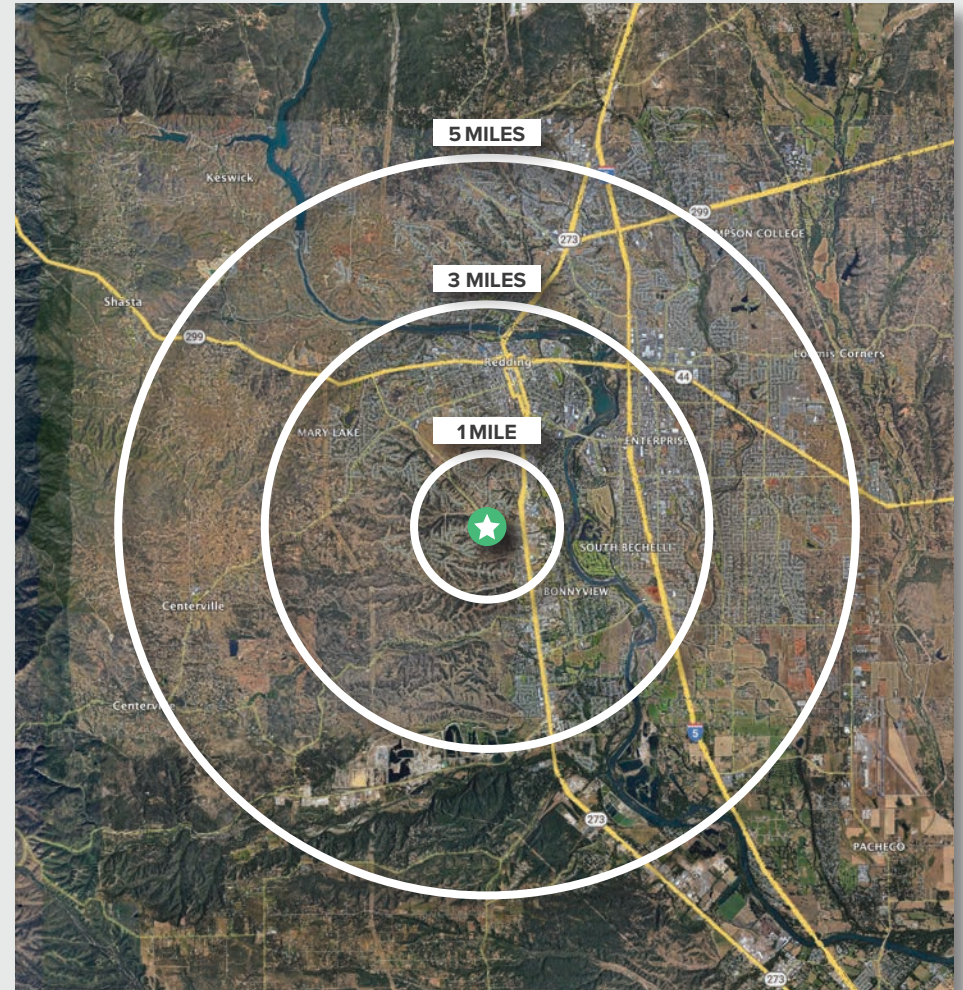 5 MILES
Keswick
299
273
MPSON COLLEGE
3 MILES
Shasta
299
Loomis Corners
Redding
44
1 MILE
MARY LAKE
ENTERPRISE
SOUTH BECHELLI
BONNYVIEW
Centerville
Centerville
5
273
PACHECO
273